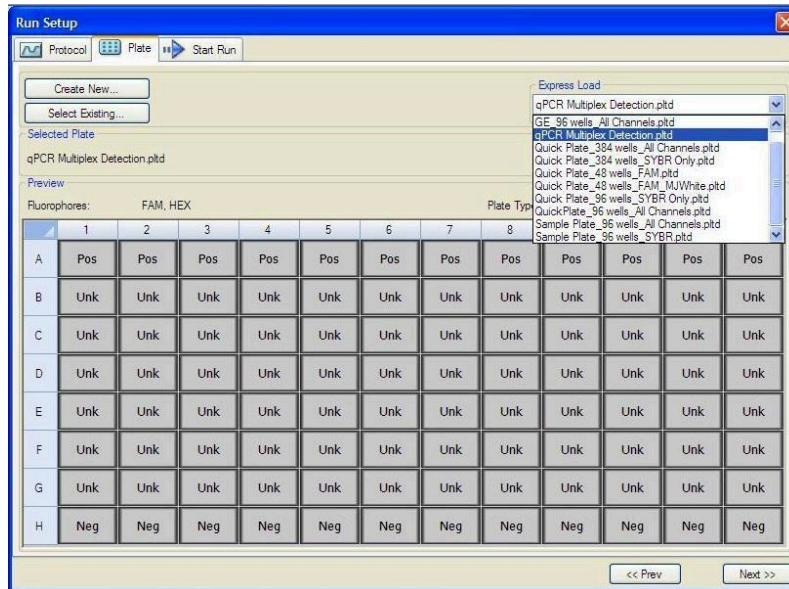 Run Setup
Protocol Plate Start Run
Create New...
Select Existing...
Express Load
qPCR Multiplex Detection.pltd
GE_96 wells_All Channels.pltd
qPCR Multiplex Detection.pltd
Quick Plate_384 wells_All Channels.pltd
Quick Plate_384 wells_SYBR Only.pltd
Quick Plate_48 wells_FAM.pltd
Quick Plate_48 wells_FAM_MJWhite.pltd
Quick Plate_96 wells_SYBR Only.pltd
QuickPlate_96 wells_All Channels.pltd
Sample Plate_96 wells_All Channels.pltd
Sample Plate_96 wells_SYBR.pltd
Selected Plate
qPCR Multiplex Detection.pltd
Preview
Fluorophores: FAM, HEX Plate Typ
1 2 3 4 5 6 7 8
A Pos Pos Pos Pos Pos Pos Pos Pos Pos Pos Pos Pos
B Unk Unk Unk Unk Unk Unk Unk Unk Unk Unk Unk Unk
C Unk Unk Unk Unk Unk Unk Unk Unk Unk Unk Unk Unk
D Unk Unk Unk Unk Unk Unk Unk Unk Unk Unk Unk Unk
E Unk Unk Unk Unk Unk Unk Unk Unk Unk Unk Unk Unk
F Unk Unk Unk Unk Unk Unk Unk Unk Unk Unk Unk Unk
G Unk Unk Unk Unk Unk Unk Unk Unk Unk Unk Unk Unk
H Neg Neg Neg Neg Neg Neg Neg Neg Neg Neg Neg Neg
<< Prev Next >>